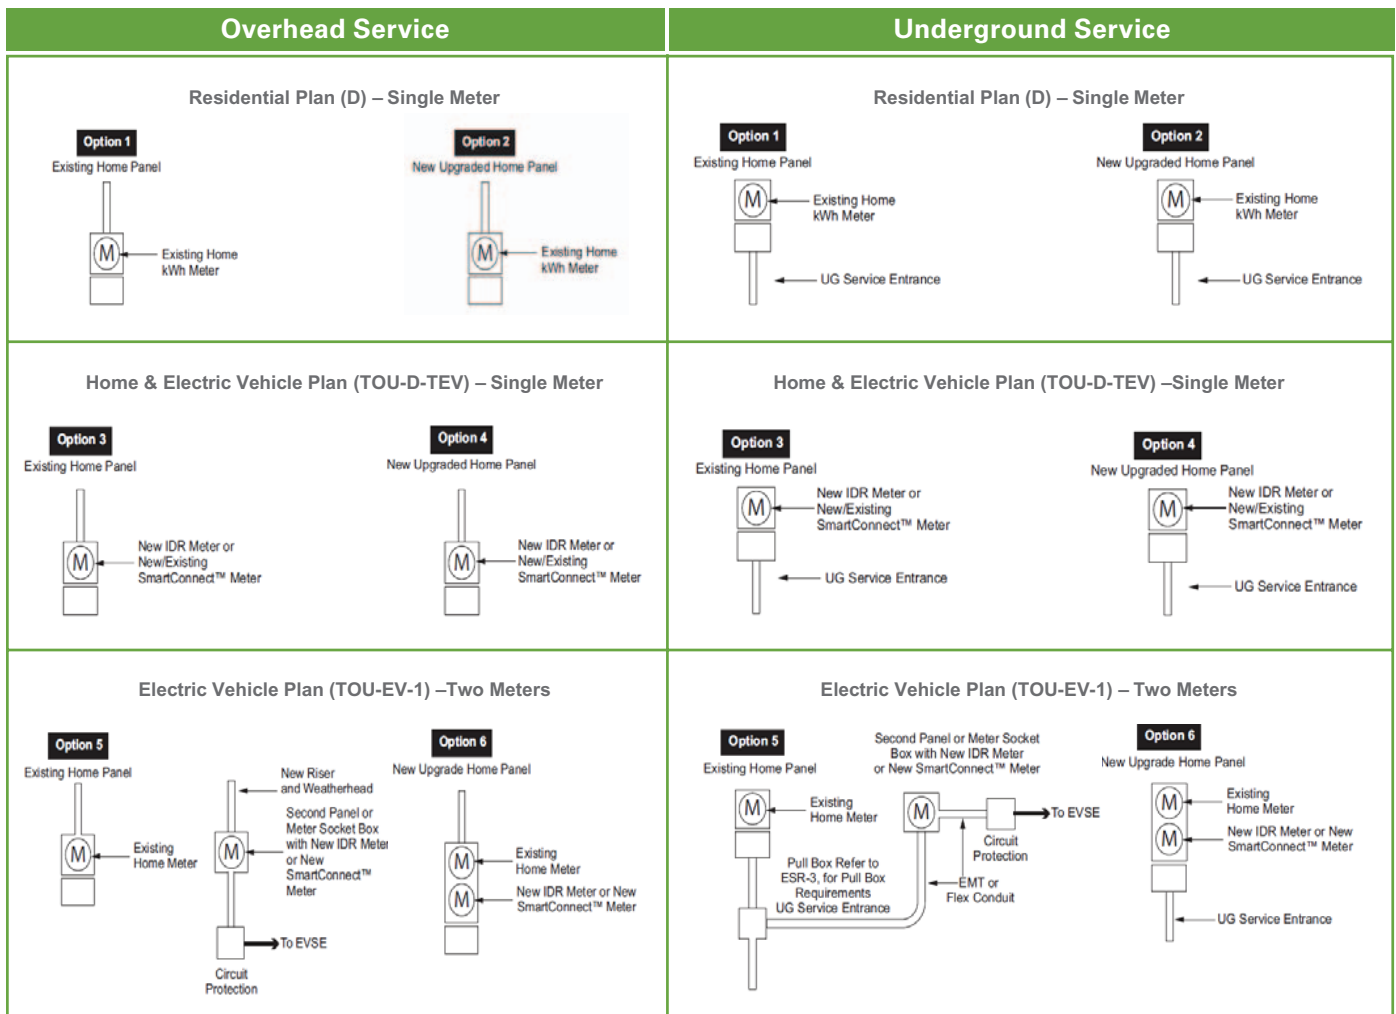 Overhead Service
Underground Service
Residential Plan (D) – Single Meter
Option 1
Existing Home Panel
M
Existing Home
kWh Meter
Option 2
New Upgraded Home Panel
M
Existing Home
kWh Meter
Residential Plan (D) – Single Meter
Option 1
Existing Home Panel
M
Existing Home
kWh Meter
UG Service Entrance
Option 2
New Upgraded Home Panel
M
Existing Home
kWh Meter
UG Service Entrance
Home & Electric Vehicle Plan (TOU-D-TEV) – Single Meter
Option 3
Existing Home Panel
M
New IDR Meter or
New/Existing
SmartConnect™ Meter
Option 4
New Upgraded Home Panel
M
New IDR Meter or
New/Existing
SmartConnect™ Meter
Home & Electric Vehicle Plan (TOU-D-TEV) –Single Meter
Option 3
Existing Home Panel
M
New IDR Meter or
New/Existing
SmartConnect™ Meter
UG Service Entrance
Option 4
New Upgraded Home Panel
M
New IDR Meter or
New/Existing
SmartConnect™ Meter
UG Service Entrance
Electric Vehicle Plan (TOU-EV-1) –Two Meters
Option 5
Existing Home Panel
M
Existing
Home Meter
New Riser
and Weatherhead
M
Second Panel or
Meter Socket Box
with New IDR Meter
or New
SmartConnect™
Meter
To EVSE
Circuit
Protection
Option 6
New Upgrade Home Panel
M
Existing
Home Meter
M
New IDR Meter or New
SmartConnect™ Meter
Electric Vehicle Plan (TOU-EV-1) – Two Meters
Option 5
Existing Home Panel
M
Existing
Home Meter
Second Panel or Meter Socket
Box with New IDR Meter
or New SmartConnect™ Meter
M
To EVSE
Circuit
Protection
Pull Box Refer to
ESR-3, for Pull Box
Requirements
UG Service Entrance
EMT or
Flex Conduit
Option 6
New Upgrade Home Panel
M
Existing
Home Meter
M
New IDR Meter or New
SmartConnect™ Meter
UG Service Entrance